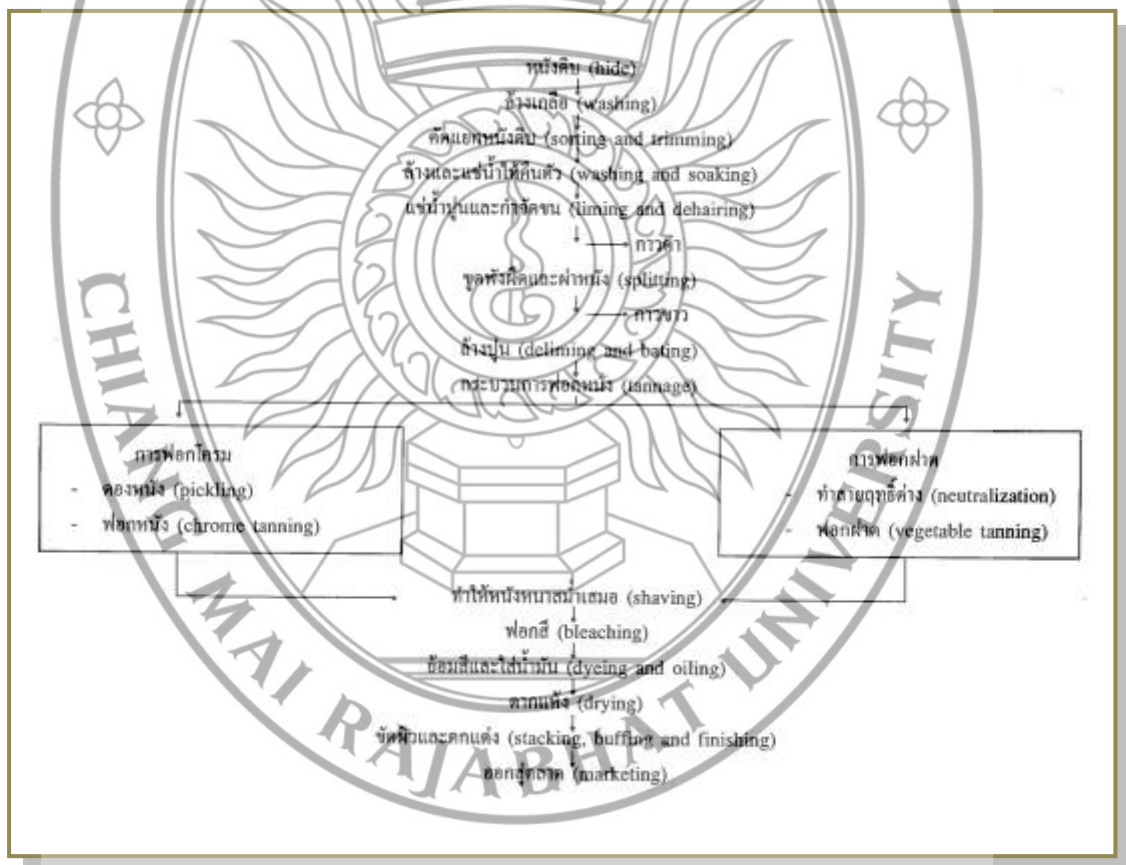 หนังดิบ (hide)
ล้างเกลือ (washing)
คัดแยกหนังดิบ (sorting and trimming)
ล้างและแช่น้ำให้คืนตัว (washing and soaking)
แช่น้ำปูนและกำจัดขน (liming and dehairing)
กาวดำ
ขูดพังผืดและผ่าหนัง (splitting)
กาวขาว
ล้างปูน (deliming and bating)
กระบวนการฟอกหนัง (tannage)
การฟอกโครม
- ดองหนัง (pickling)
- ฟอกหนัง (chrome tanning)
การฟอกฝาด
- ทำลายฤทธิ์ด่าง (neutralization)
- ฟอกฝาด (vegetable tanning)
ทำให้หนังหนาสม่ำเสมอ (shaving)
ฟอกสี (bleaching)
ย้อมสีและใส่น้ำมัน (dyeing and oiling)
ตากแห้ง (drying)
ขัดผิวและตกแต่ง (stacking, buffing and finishing)
ออกสู่ตลาด (marketing)
CHIANG MAI RAJABHAT UNIVERSITY